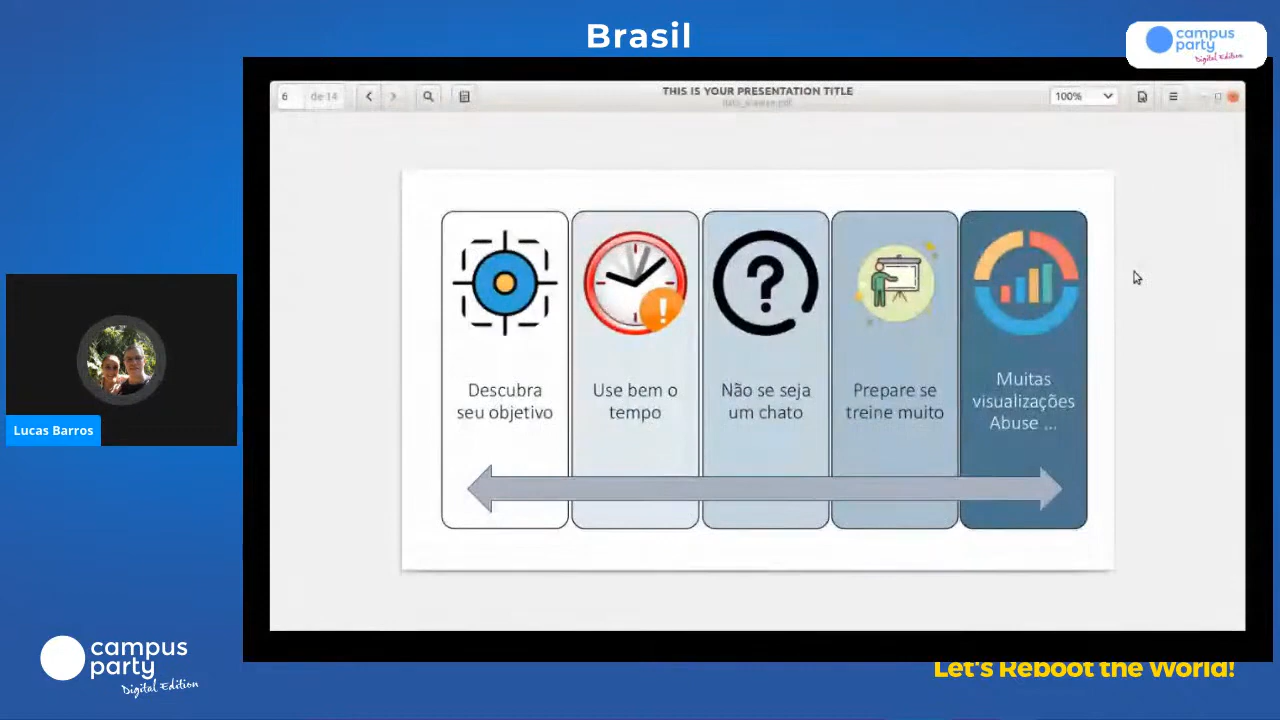 Brasil
campus
party
Digital Edition
6
de 14
THIS IS YOUR PRESENTATION TITLE
100%
Descubra
seu objetivo
Use bem o
tempo
Não se seja
um chato
Prepare se
treine muito
Muitas
visualizações
Abuse ...
Lucas Barros
campus
party
Digital Edition
Let's Reboot the World!